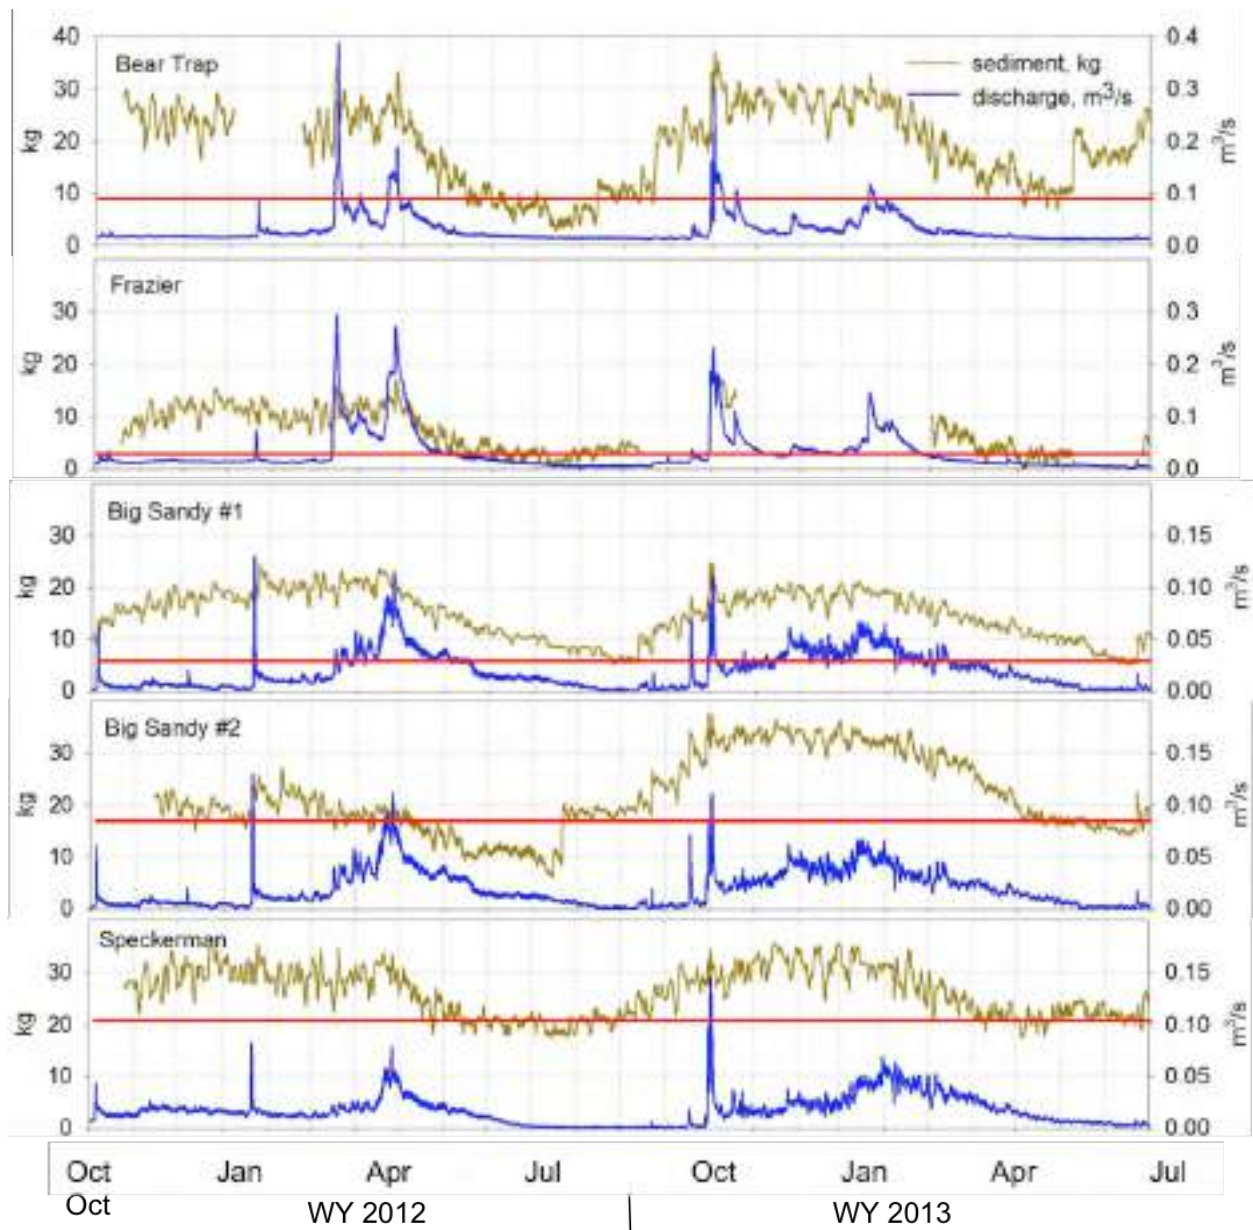 40
0.4
Bear Trap
sediment, kg
discharge, m³/s
30
0.3
20
0.2
10
0.1
0
0.0
kg
m³/s
Frazier
30
0.3
20
0.2
10
0.1
0
0.0
kg
m³/s
Big Sandy #1
30
0.15
20
0.10
10
0.05
0
0.00
kg
m³/s
Big Sandy #2
30
0.15
20
0.10
10
0.05
0
0.00
kg
m³/s
Speckerman
30
0.15
20
0.10
10
0.05
0
0.00
kg
m³/s
Oct Jan Apr Jul Oct Jan Apr Jul
Oct
WY 2012 WY 2013